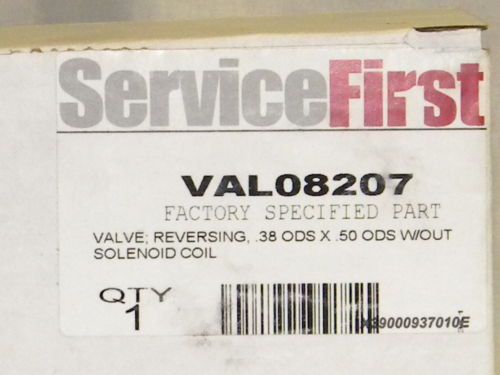 ServiceFirst
VAL08207
FACTORY SPECIFIED PART
VALVE; REVERSING, .38 ODS X .50 ODS W/OUT
SOLENOID COIL
QTY
1
X39000937010E